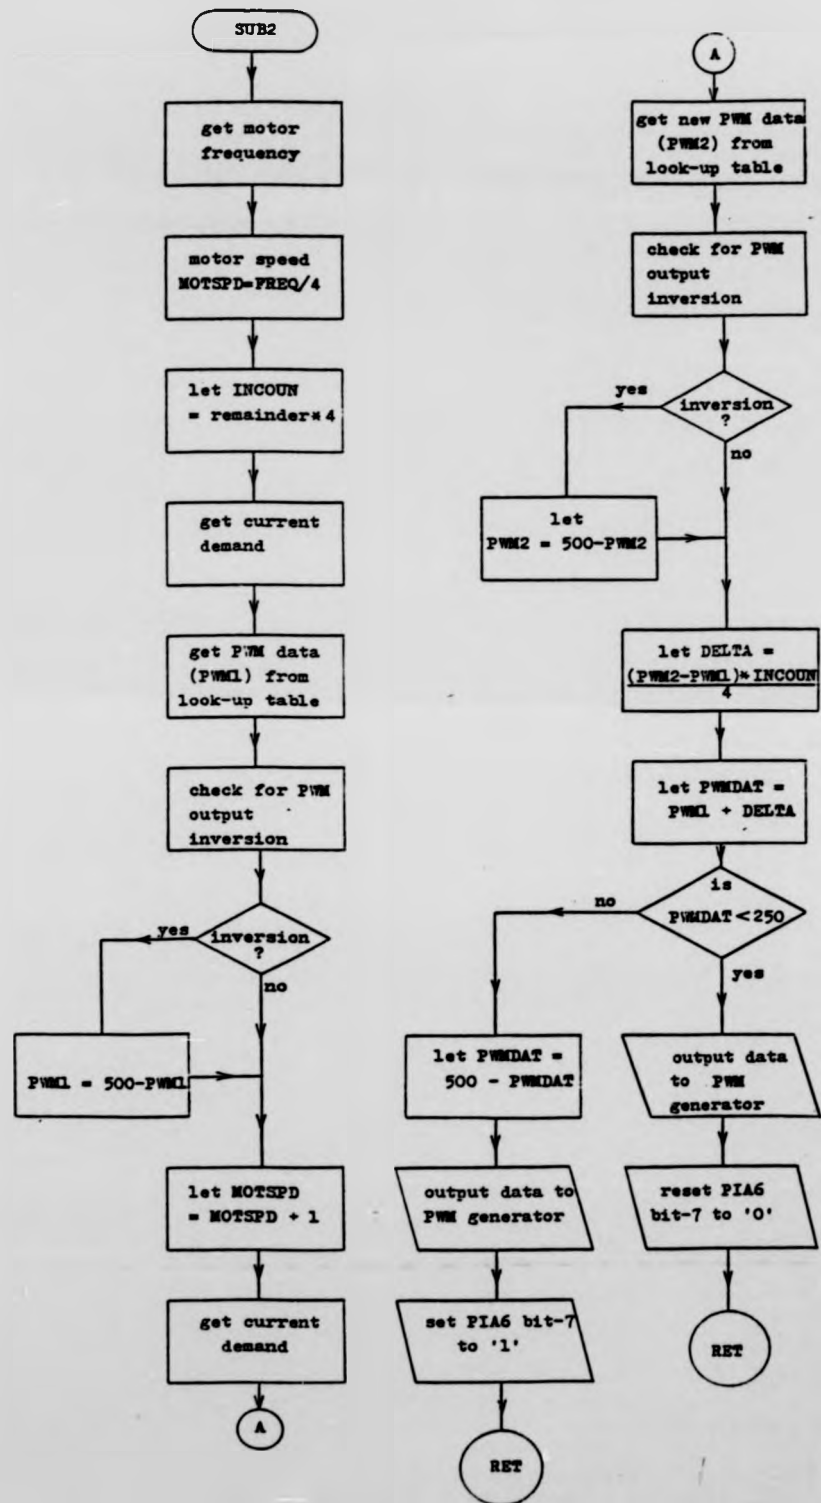 SUB2
get motor
frequency
motor speed
MOTSPD=FREQ/4
let INCOUN
= remainder*4
get current
demand
get PWM data
(PWM1) from
look-up table
check for PWM
output
inversion
yes
inversion
?
no
PWM1 = 500-PWM1
let MOTSPD
= MOTSPD + 1
get current
demand
A
A
get new PWM data
(PWM2) from
look-up table
check for PWM
output
inversion
yes
inversion
?
no
let
PWM2 = 500-PWM2
let DELTA =
(PWM2-PWM1)*INCOUN
4
let PWMDAT =
PWM1 + DELTA
is
PWMDAT<250
no
yes
let PWMDAT =
500 - PWMDAT
output data to
PWM generator
set PIA6 bit-7
to '1'
RET
output data
to PWM
generator
reset PIA6
bit-7 to '0'
RET